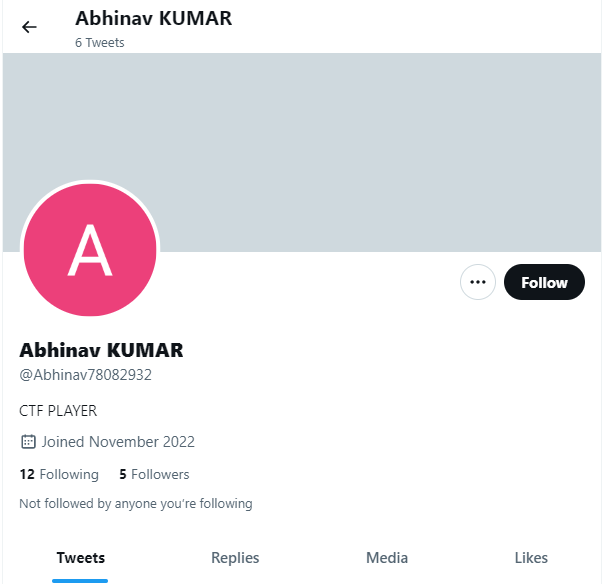 Abhinav KUMAR
6 Tweets
A
Follow
Abhinav KUMAR
@Abhinav78082932
CTF PLAYER
Joined November 2022
12 Following 5 Followers
Not followed by anyone you're following
Tweets Replies Media Likes